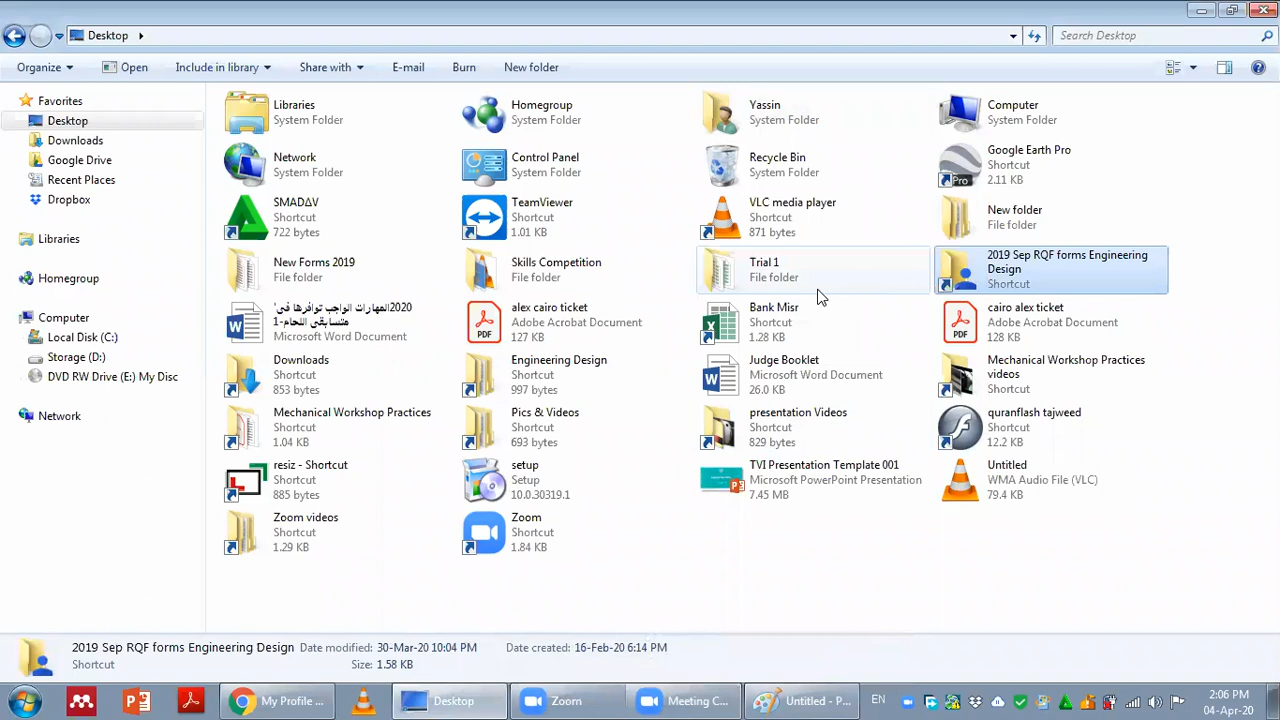 Desktop
Search Desktop
Organize
Open
Include in library
Share with
E-mail
Burn
New folder
Favorites
Desktop
Downloads
Google Drive
Recent Places
Dropbox
Libraries
Homegroup
Computer
Local Disk (C:)
Storage (D:)
DVD RW Drive (E:) My Disc
Network
Libraries
System Folder
Homegroup
System Folder
Yassin
System Folder
Computer
System Folder
Network
System Folder
Control Panel
System Folder
Recycle Bin
System Folder
Google Earth Pro
Shortcut
2.11 KB
Pro
SMADΔV
Shortcut
722 bytes
TeamViewer
Shortcut
1.01 KB
VLC media player
Shortcut
871 bytes
New folder
File folder
New Forms 2019
File folder
Skills Competition
File folder
Trial 1
File folder
2019 Sep RQF forms Engineering
Design
Shortcut
2020المهارات الواجب توافرها فى
متسابقى اللحام-1
Microsoft Word Document
alex cairo ticket
Adobe Acrobat Document
127 KB
PDF
Bank Misr
Shortcut
1.28 KB
cairo alex ticket
Adobe Acrobat Document
128 KB
PDF
Downloads
Shortcut
853 bytes
Engineering Design
Shortcut
997 bytes
Judge Booklet
Microsoft Word Document
26.0 KB
Mechanical Workshop Practices
videos
Shortcut
Mechanical Workshop Practices
Shortcut
1.04 KB
Pics & Videos
Shortcut
693 bytes
presentation Videos
Shortcut
829 bytes
quranflash tajweed
Shortcut
12.2 KB
resiz - Shortcut
Shortcut
885 bytes
setup
Setup
10.0.30319.1
TVI Presentation Template 001
Microsoft PowerPoint Presentation
7.45 MB
Untitled
WMA Audio File (VLC)
79.4 KB
Zoom videos
Shortcut
1.29 KB
Zoom
Shortcut
1.84 KB
2019 Sep RQF forms Engineering Design
Date modified: 30-Mar-20 10:04 PM
Date created: 16-Feb-20 6:14 PM
Shortcut
Size: 1.58 KB
My Profile ...
Desktop
Zoom
Meeting C...
Untitled - P...
EN
2:06 PM
04-Apr-20